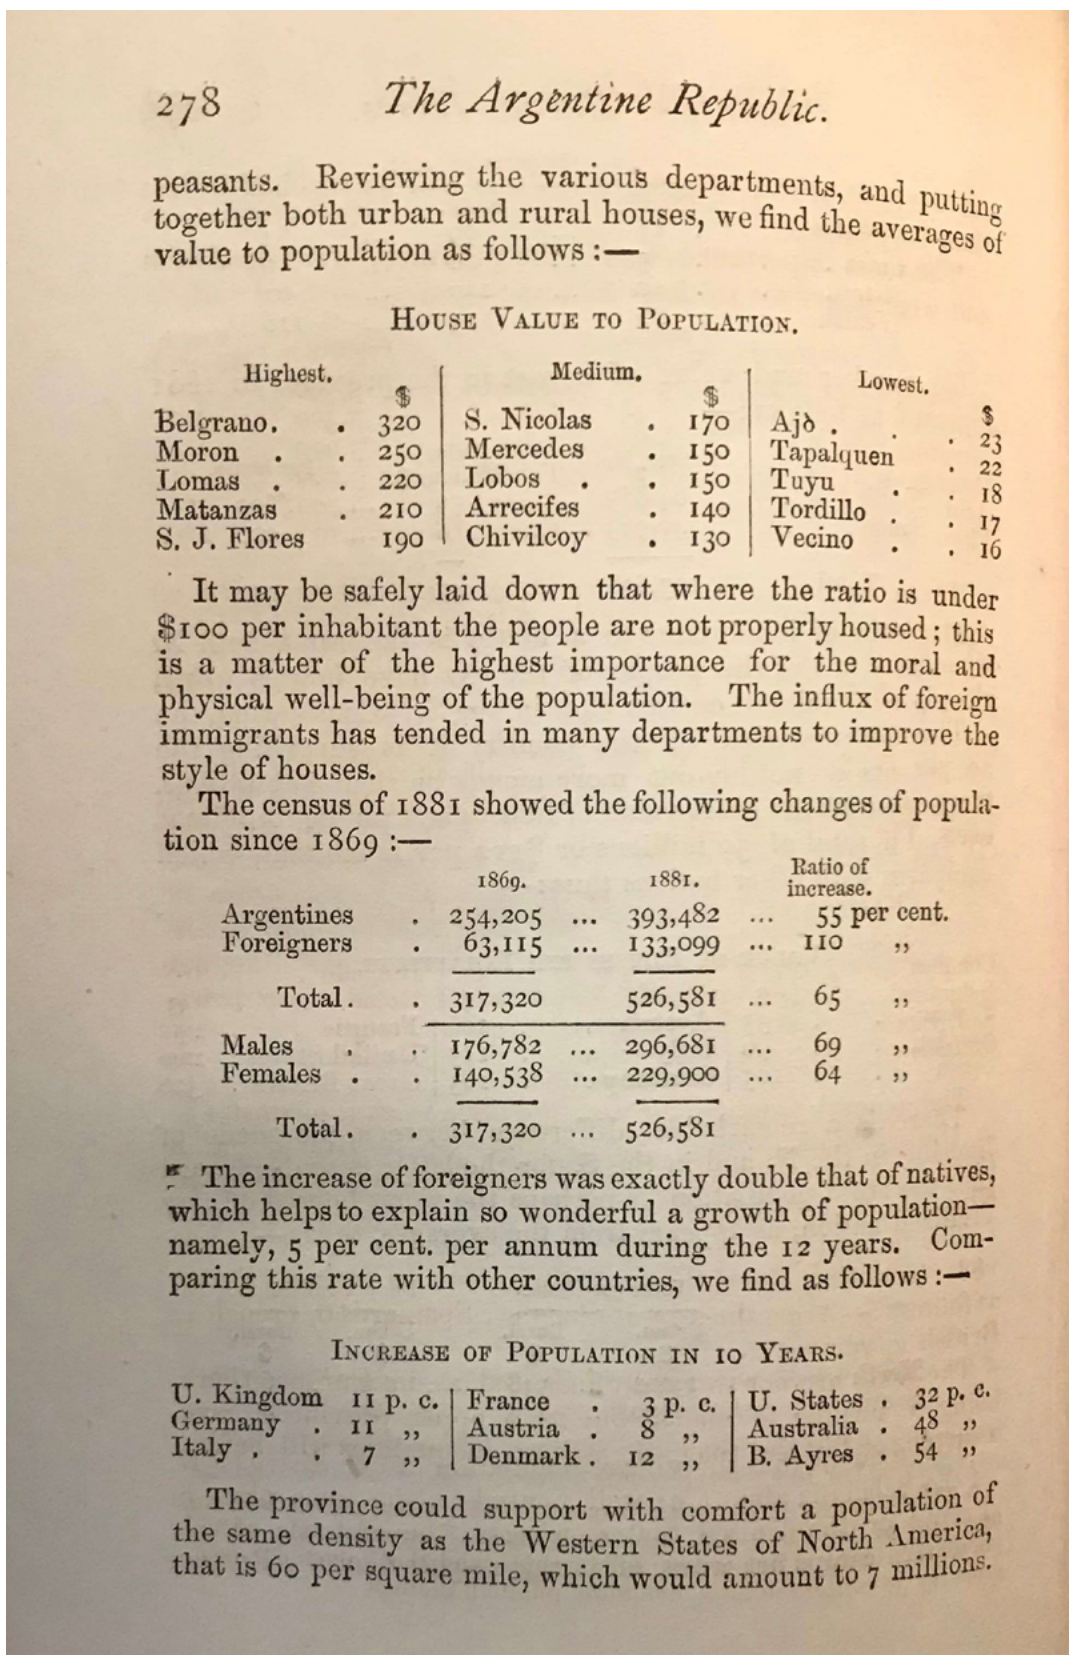 278 The Argentine Republic.
peasants. Reviewing the various departments, and putting
together both urban and rural houses, we find the averages of
value to population as follows :—
HOUSE VALUE TO POPULATION.
Highest. Medium. Lowest.
$ $ $
Belgrano. . 320 S. Nicolas . 170 Ajò . . . 23
Moron . . 250 Mercedes . 150 Tapalquen . 22
Lomas . . 220 Lobos . . 150 Tuyu . . 18
Matanzas . 210 Arrecifes . 140 Tordillo . . 17
S. J. Flores 190 Chivilcoy . 130 Vecino . . 16
It may be safely laid down that where the ratio is under
$100 per inhabitant the people are not properly housed ; this
is a matter of the highest importance for the moral and
physical well-being of the population. The influx of foreign
immigrants has tended in many departments to improve the
style of houses.
The census of 1881 showed the following changes of popula-
tion since 1869 :—
1869. 1881. Ratio of
increase.
Argentines . 254,205 ... 393,482 ... 55 per cent.
Foreigners . 63,115 ... 133,099 ... 110 „
Total. . 317,320 526,581 ... 65 „
Males . . 176,782 ... 296,681 ... 69 „
Females . . 140,538 ... 229,900 ... 64 „
Total. . 317,320 ... 526,581
The increase of foreigners was exactly double that of natives,
which helps to explain so wonderful a growth of population—
namely, 5 per cent. per annum during the 12 years. Com-
paring this rate with other countries, we find as follows :—
INCREASE OF POPULATION IN 10 YEARS.
U. Kingdom 11 p. c. France . 3 p. c. U. States . 32 p. c.
Germany . 11 „ Austria . 8 „ Australia . 48 „
Italy . . 7 „ Denmark . 12 „ B. Ayres . 54 „
The province could support with comfort a population of
the same density as the Western States of North America,
that is 60 per square mile, which would amount to 7 millions.